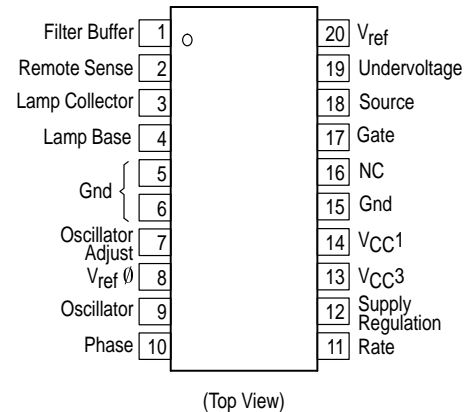 Filter Buffer 1
Remote Sense 2
Lamp Collector 3
Lamp Base 4
Gnd
5
6
Oscillator
Adjust 7
Vref Ø 8
Oscillator 9
Phase 10
20 Vref
19 Undervoltage
18 Source
17 Gate
16 NC
15 Gnd
14 VCC1
13 VCC3
12 Supply
Regulation
11 Rate
(Top View)